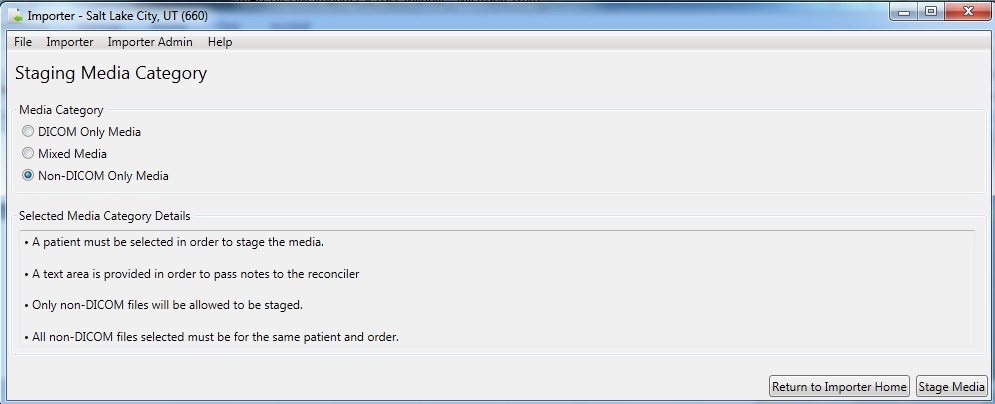 Importer - Salt Lake City, UT (660)
File Importer Importer Admin Help
Staging Media Category
Media Category
DICOM Only Media
Mixed Media
Non-DICOM Only Media
Selected Media Category Details
• A patient must be selected in order to stage the media.
• A text area is provided in order to pass notes to the reconciler
• Only non-DICOM files will be allowed to be staged.
• All non-DICOM files selected must be for the same patient and order.
Return to Importer Home Stage Media